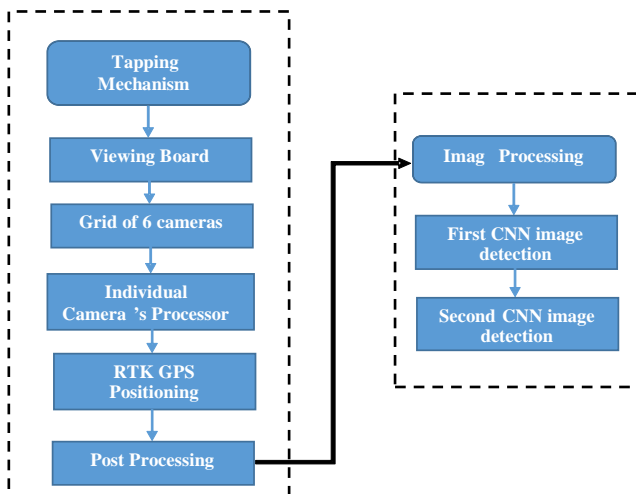 Tapping
Mechanism
Viewing Board
Grid of 6 cameras
Individual
Camera 's Processor
RTK GPS
Positioning
Post Processing
Imag Processing
First CNN image
detection
Second CNN image
detection